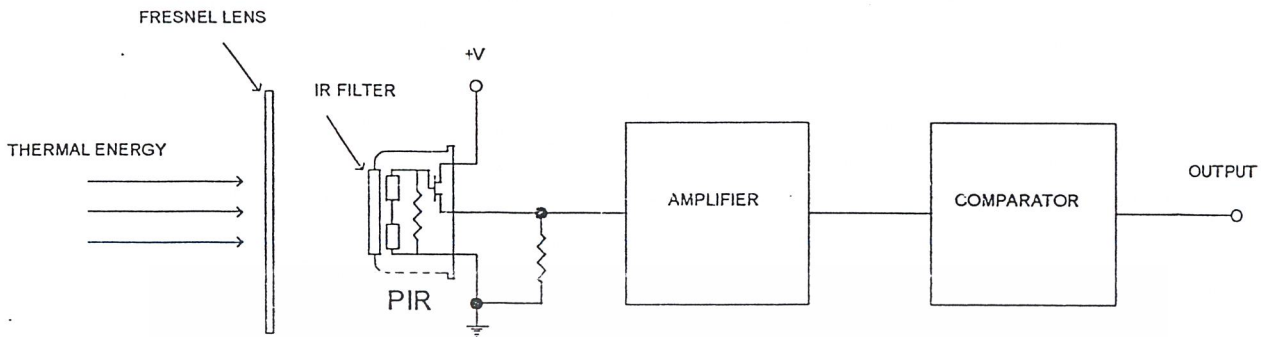 FRESNEL LENS
+V
IR FILTER
THERMAL ENERGY
AMPLIFIER
COMPARATOR
OUTPUT
PIR